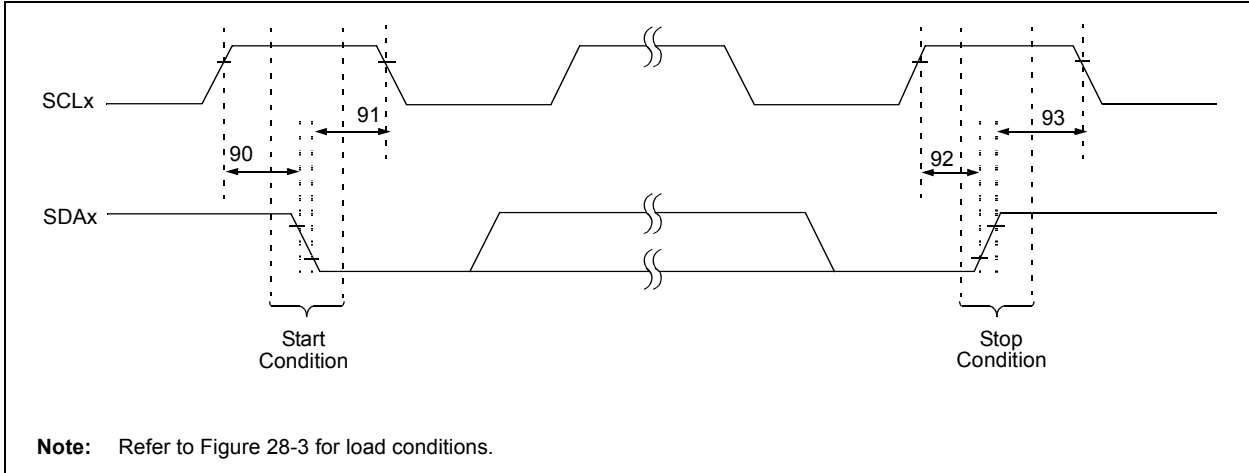 SCLx
91
93
90
92
SDAx
Start
Condition
Stop
Condition
Note: Refer to Figure 28-3 for load conditions.